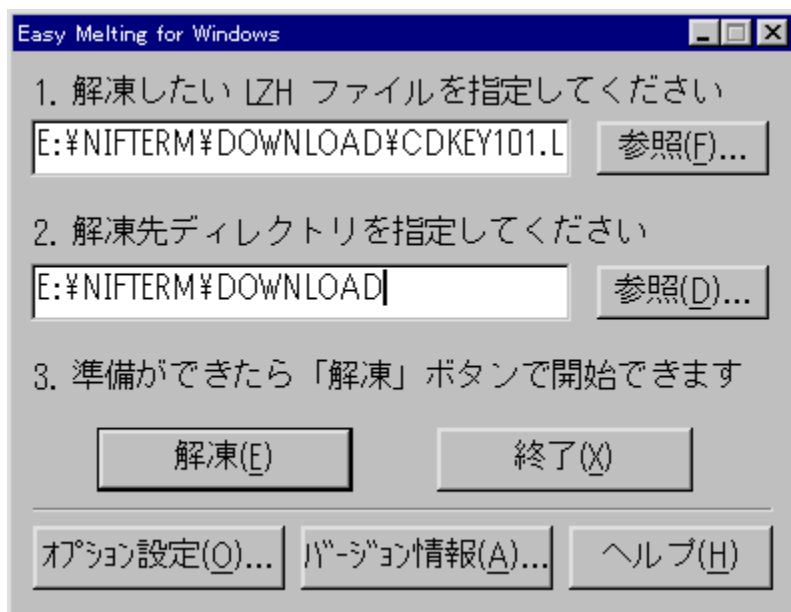 Easy Melting for Windows
1. 解凍したい LZH ファイルを指定してください
E:¥NIFTERM¥DOWNLOAD¥CDKEY101.L
参照(F)...
2. 解凍先ディレクトリを指定してください
E:¥NIFTERM¥DOWNLOAD
参照(D)...
3. 準備ができたら「解凍」ボタンで開始できます
解凍(E)
終了(X)
ｵﾌﾟｼｮﾝ設定(O)...
ﾊﾞｰｼﾞｮﾝ情報(A)...
ヘルプ(H)